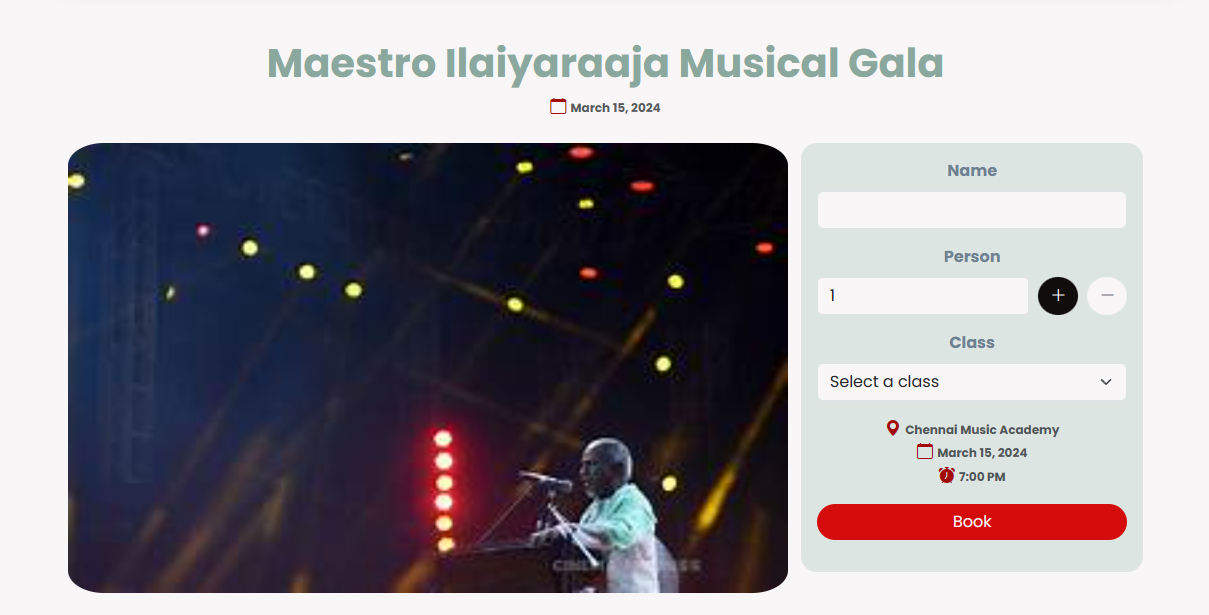 Maestro Ilaiyaraaja Musical Gala
March 15, 2024
Name
Person
1
Class
Select a class
Chennai Music Academy
March 15, 2024
7:00 PM
Book